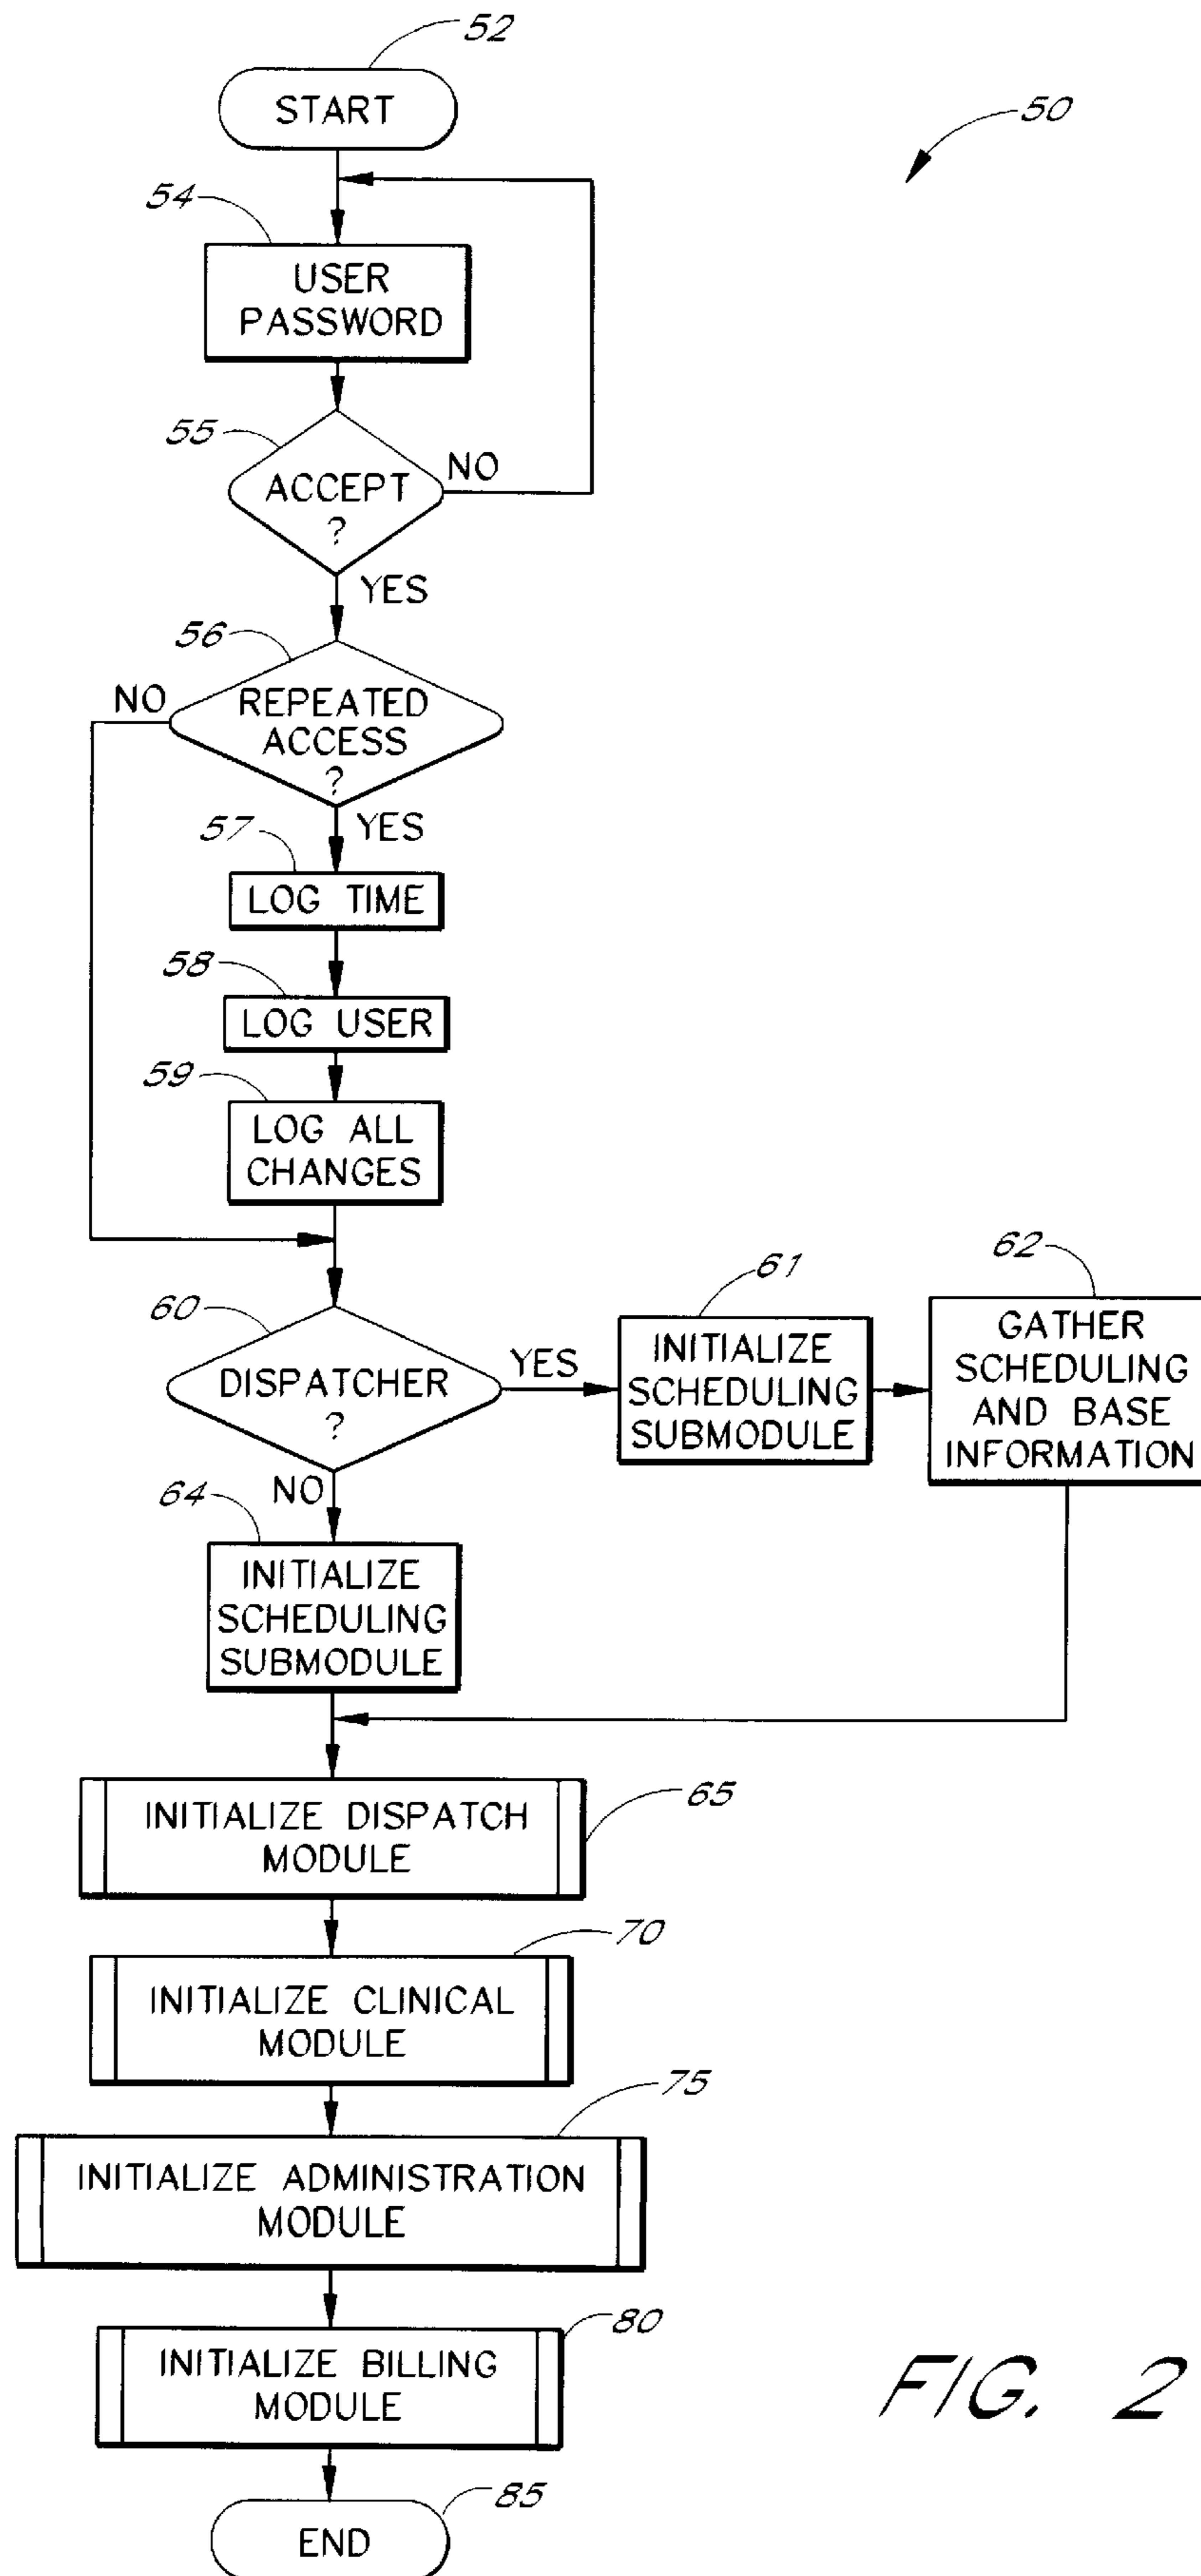 52
START
50
54
USER
PASSWORD
55
ACCEPT
?
NO
YES
56
NO
REPEATED
ACCESS
?
YES
57
LOG TIME
58
LOG USER
59
LOG ALL
CHANGES
60
DISPATCHER
?
YES
61
INITIALIZE
SCHEDULING
SUBMODULE
62
GATHER
SCHEDULING
AND BASE
INFORMATION
NO
64
INITIALIZE
SCHEDULING
SUBMODULE
INITIALIZE DISPATCH
MODULE
65
70
INITIALIZE CLINICAL
MODULE
75
INITIALIZE ADMINISTRATION
MODULE
80
INITIALIZE BILLING
MODULE
FIG. 2
85
END